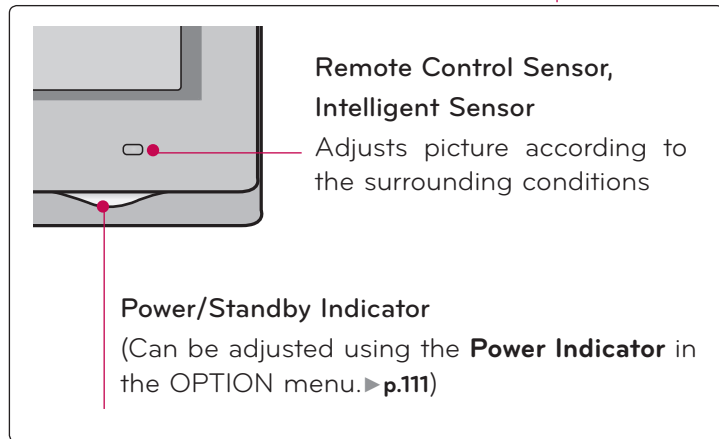 Remote Control Sensor,
Intelligent Sensor
Adjusts picture according to
the surrounding conditions
Power/Standby Indicator
(Can be adjusted using the Power Indicator in
the OPTION menu.►p.111)